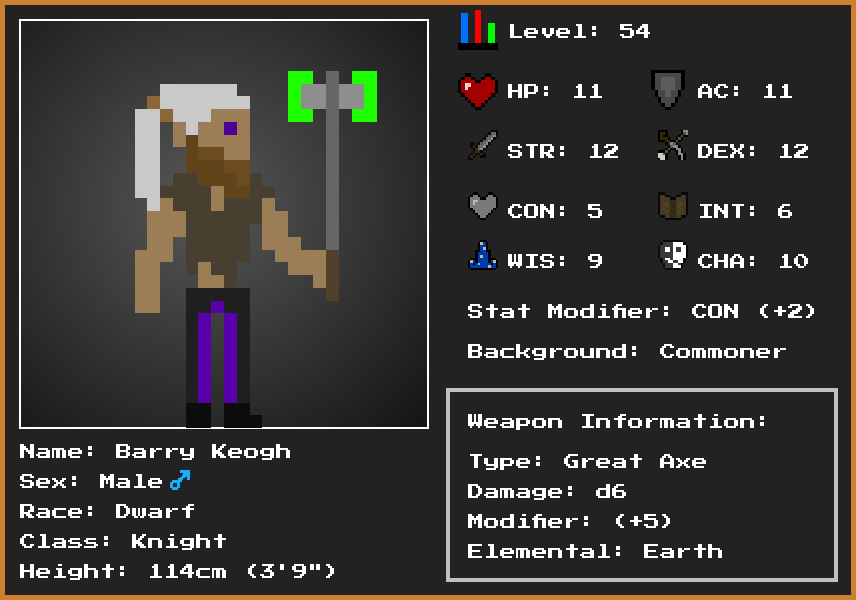 Level: 54
HP: 11 AC: 11
STR: 12 DEX: 12
CON: 5 INT: 6
WIS: 9 CHA: 10
Stat Modifier: CON (+2)
Background: Commoner
Weapon Information:
Type: Great Axe
Damage: d6
Modifier: (+5)
Elemental: Earth
Name: Barry Keogh
Sex: Male♂
Race: Dwarf
Class: Knight
Height: 114cm (3'9")